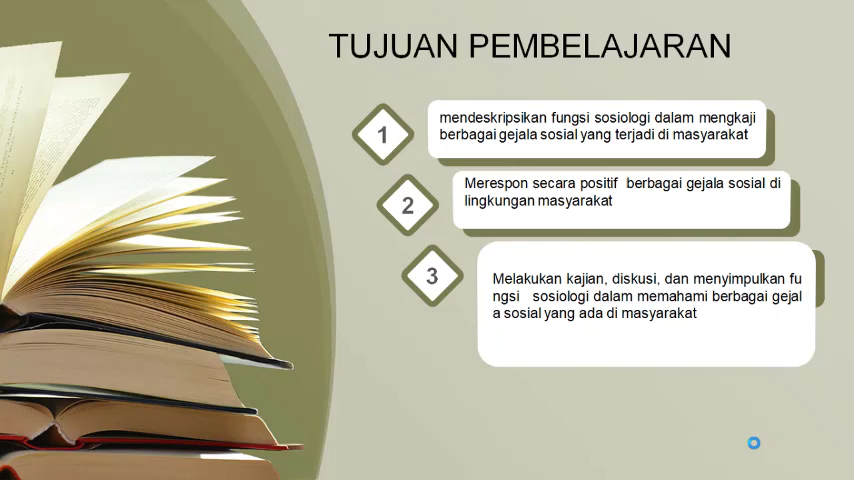 TUJUAN PEMBELAJARAN
1
mendeskripsikan fungsi sosiologi dalam mengkaji
berbagai gejala sosial yang terjadi di masyarakat
2
Merespon secara positif berbagai gejala sosial di
lingkungan masyarakat
3
Melakukan kajian, diskusi, dan menyimpulkan fu
ngsi sosiologi dalam memahami berbagai gejal
a sosial yang ada di masyarakat